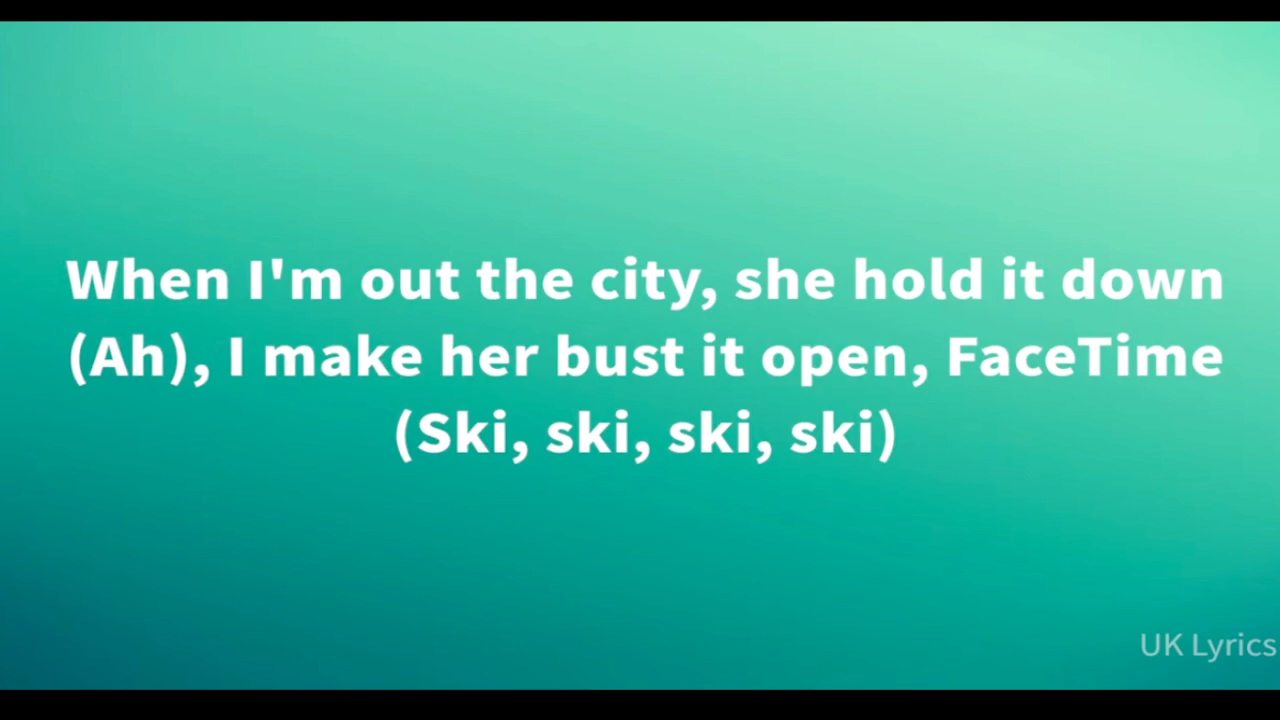 When I'm out the city, she hold it down
(Ah), I make her bust it open, FaceTime
(Ski, ski, ski, ski)
UK Lyrics